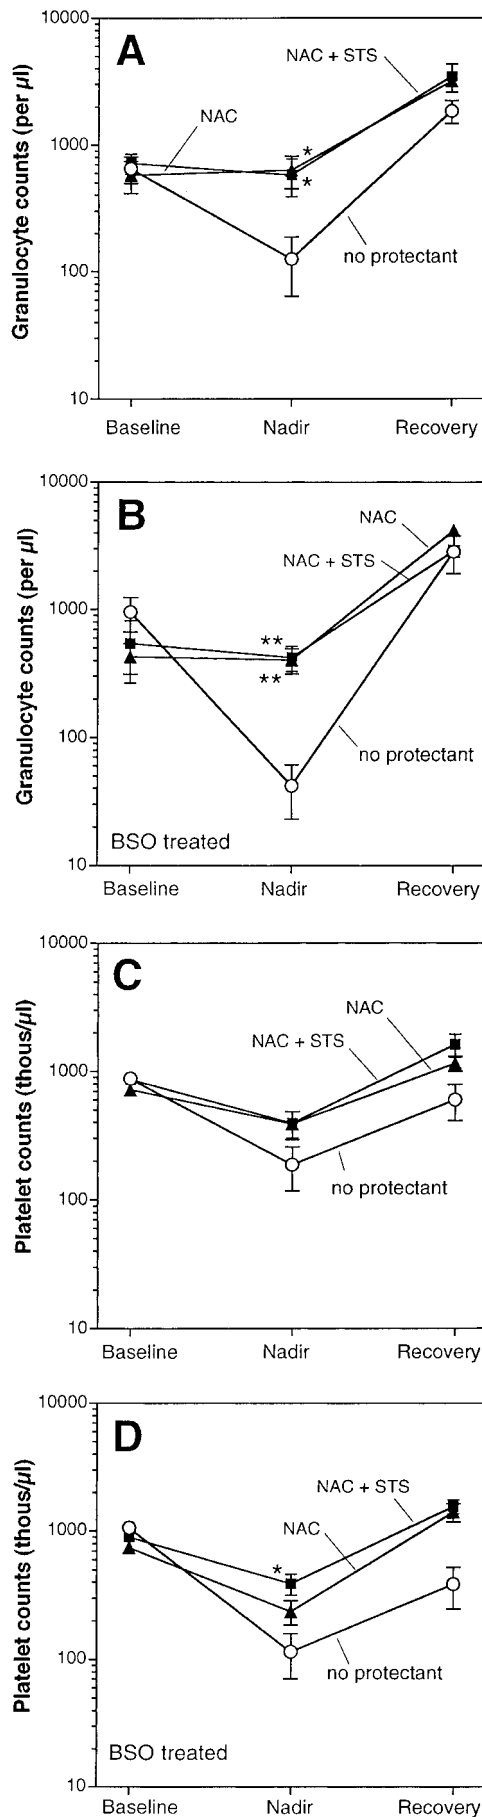 A
Granulocyte counts (per µl)
10000
1000
100
10
NAC + STS
NAC
*
*
no protectant
Baseline Nadir Recovery
B
Granulocyte counts (per µl)
10000
1000
100
10
NAC
NAC + STS
**
**
no protectant
BSO treated
Baseline Nadir Recovery
C
Platelet counts (thous/µl)
10000
1000
100
10
NAC
NAC + STS
no protectant
Baseline Nadir Recovery
D
Platelet counts (thous/µl)
10000
1000
100
10
NAC + STS
NAC
*
no protectant
BSO treated
Baseline Nadir Recovery